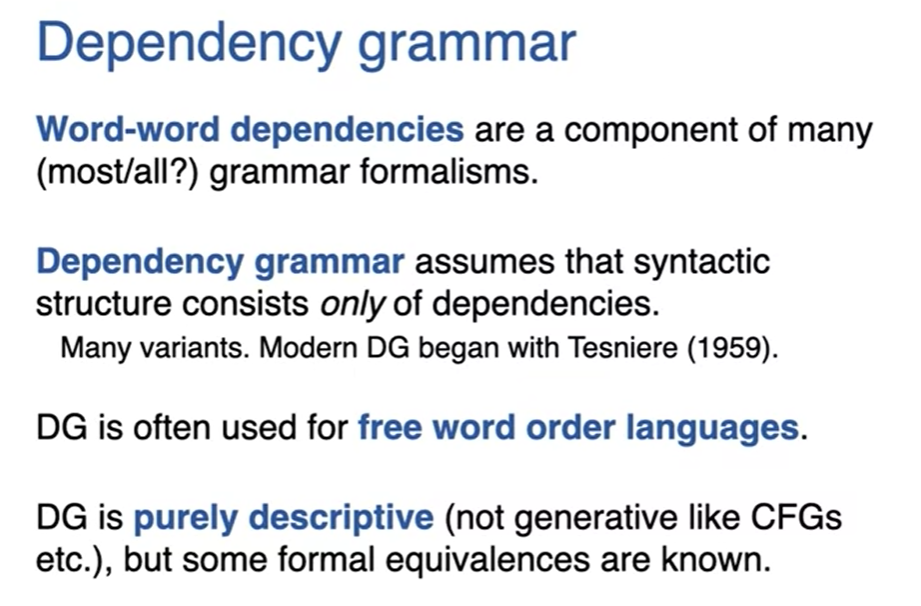 Dependency grammar
Word-word dependencies are a component of many
(most/all?) grammar formalisms.
Dependency grammar assumes that syntactic
structure consists only of dependencies.
Many variants. Modern DG began with Tesniere (1959).
DG is often used for free word order languages.
DG is purely descriptive (not generative like CFGs
etc.), but some formal equivalences are known.